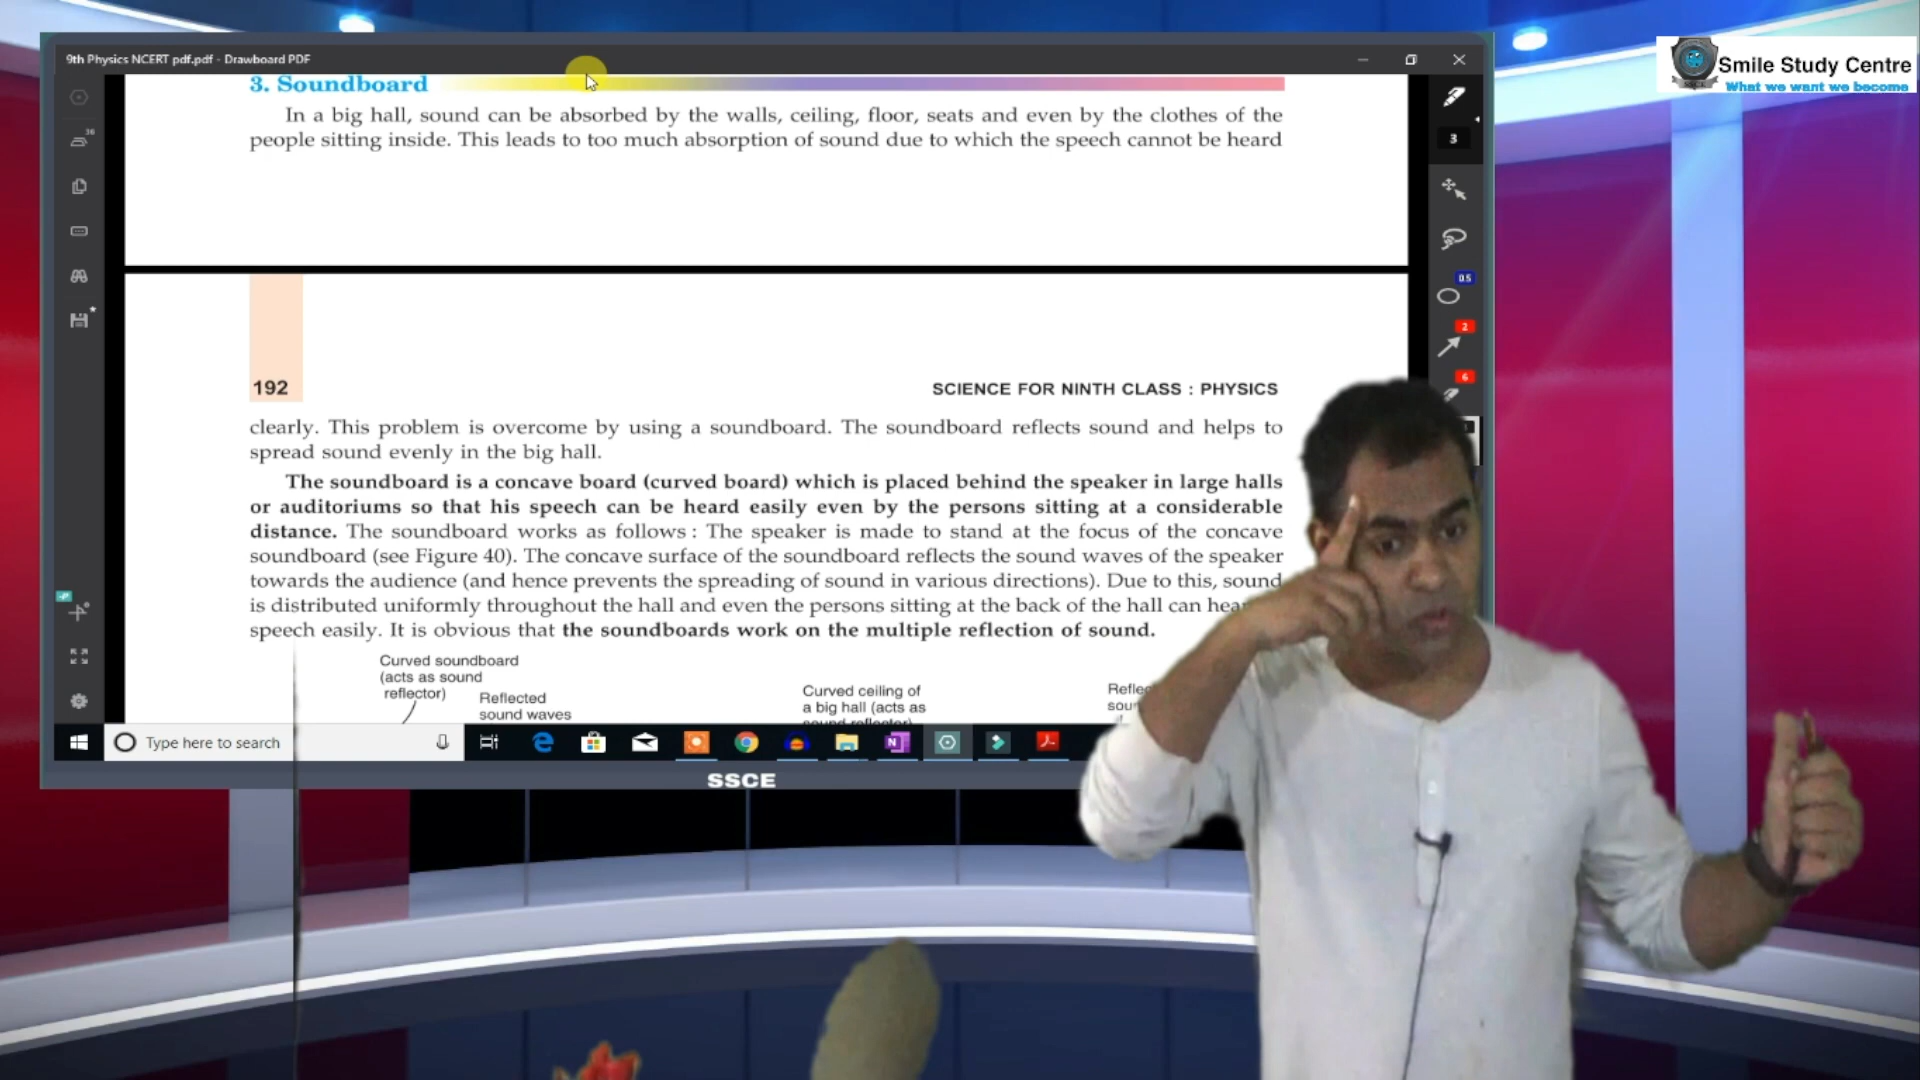 9th Physics NCERT pdf.pdf - Drawboard PDF
Smile Study Centre
What we want we become
3. Soundboard
In a big hall, sound can be absorbed by the walls, ceiling, floor, seats and even by the clothes of the
people sitting inside. This leads to too much absorption of sound due to which the speech cannot be heard
36
3
0.5
2
6
192
SCIENCE FOR NINTH CLASS : PHYSICS
clearly. This problem is overcome by using a soundboard. The soundboard reflects sound and helps to
spread sound evenly in the big hall.
The soundboard is a concave board (curved board) which is placed behind the speaker in large halls
or auditoriums so that his speech can be heard easily even by the persons sitting at a considerable
distance. The soundboard works as follows : The speaker is made to stand at the focus of the concave
soundboard (see Figure 40). The concave surface of the soundboard reflects the sound waves of the speaker
towards the audience (and hence prevents the spreading of sound in various directions). Due to this, sound
is distributed uniformly throughout the hall and even the persons sitting at the back of the hall can hea
speech easily. It is obvious that the soundboards work on the multiple reflection of sound.
Curved soundboard
(acts as sound
reflector)
Reflected
sound waves
Curved ceiling of
a big hall (acts as
sound reflector)
Reflec
sou
Type here to search
SSCE